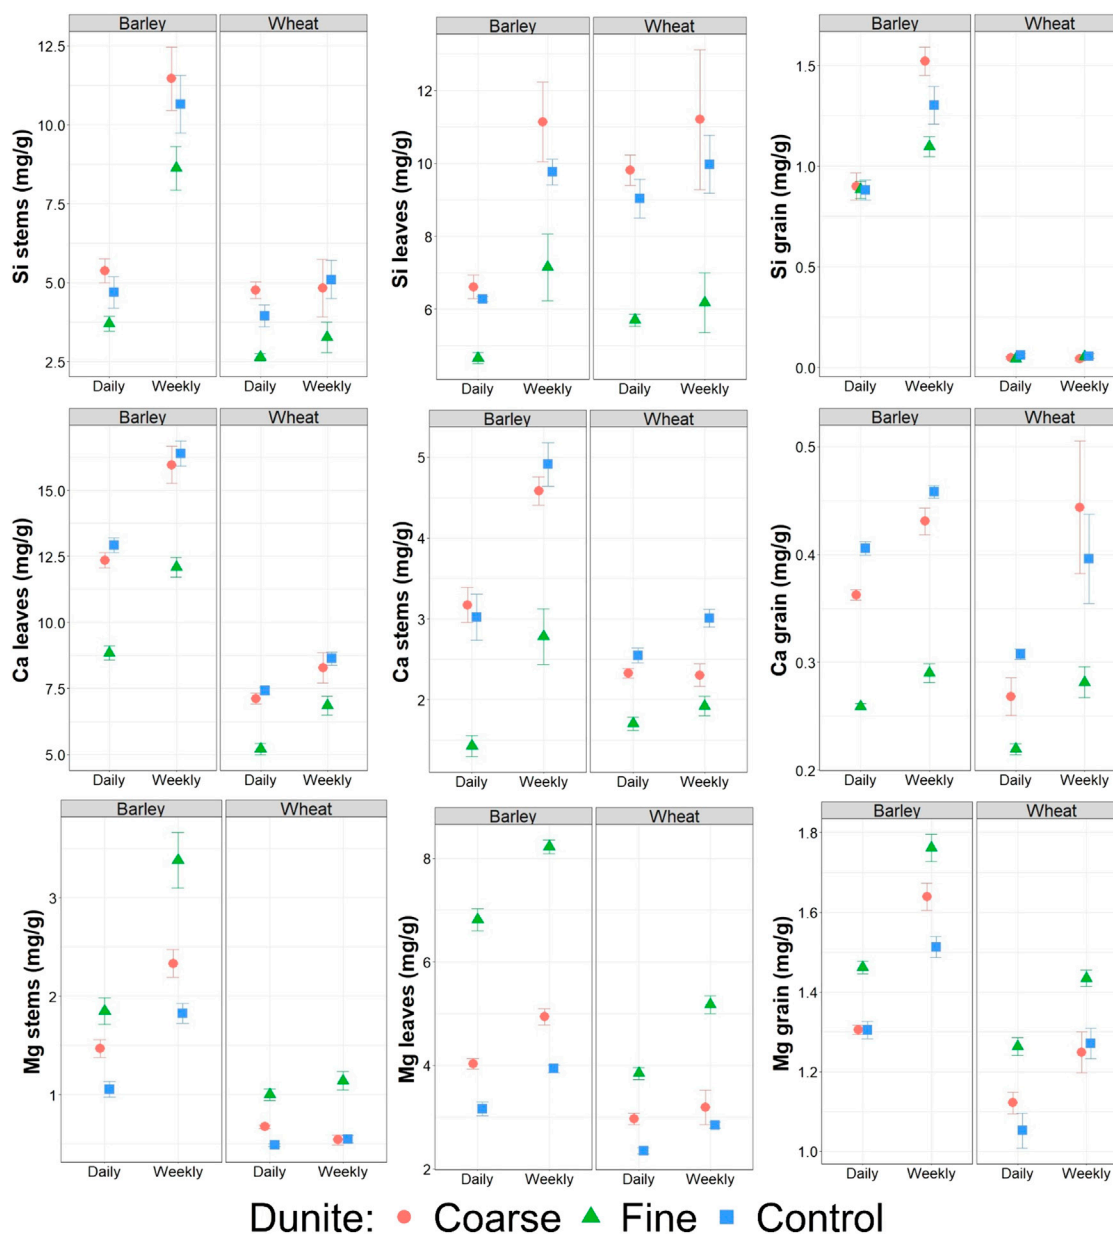 Barley Wheat
Si stems (mg/g)
12.5
10.0
7.5
5.0
2.5
Daily Weekly Daily Weekly
Barley Wheat
Si leaves (mg/g)
12
10
8
6
Daily Weekly Daily Weekly
Barley Wheat
Si grain (mg/g)
1.5
1.0
0.5
0.0
Daily Weekly Daily Weekly
Barley Wheat
Ca leaves (mg/g)
15.0
12.5
10.0
7.5
5.0
Daily Weekly Daily Weekly
Barley Wheat
Ca stems (mg/g)
5
4
3
2
Daily Weekly Daily Weekly
Barley Wheat
Ca grain (mg/g)
0.5
0.4
0.3
0.2
Daily Weekly Daily Weekly
Barley Wheat
Mg stems (mg/g)
3
2
1
Daily Weekly Daily Weekly
Barley Wheat
Mg leaves (mg/g)
8
6
4
2
Daily Weekly Daily Weekly
Barley Wheat
Mg grain (mg/g)
1.8
1.6
1.4
1.2
1.0
Daily Weekly Daily Weekly
Dunite: Coarse Fine Control